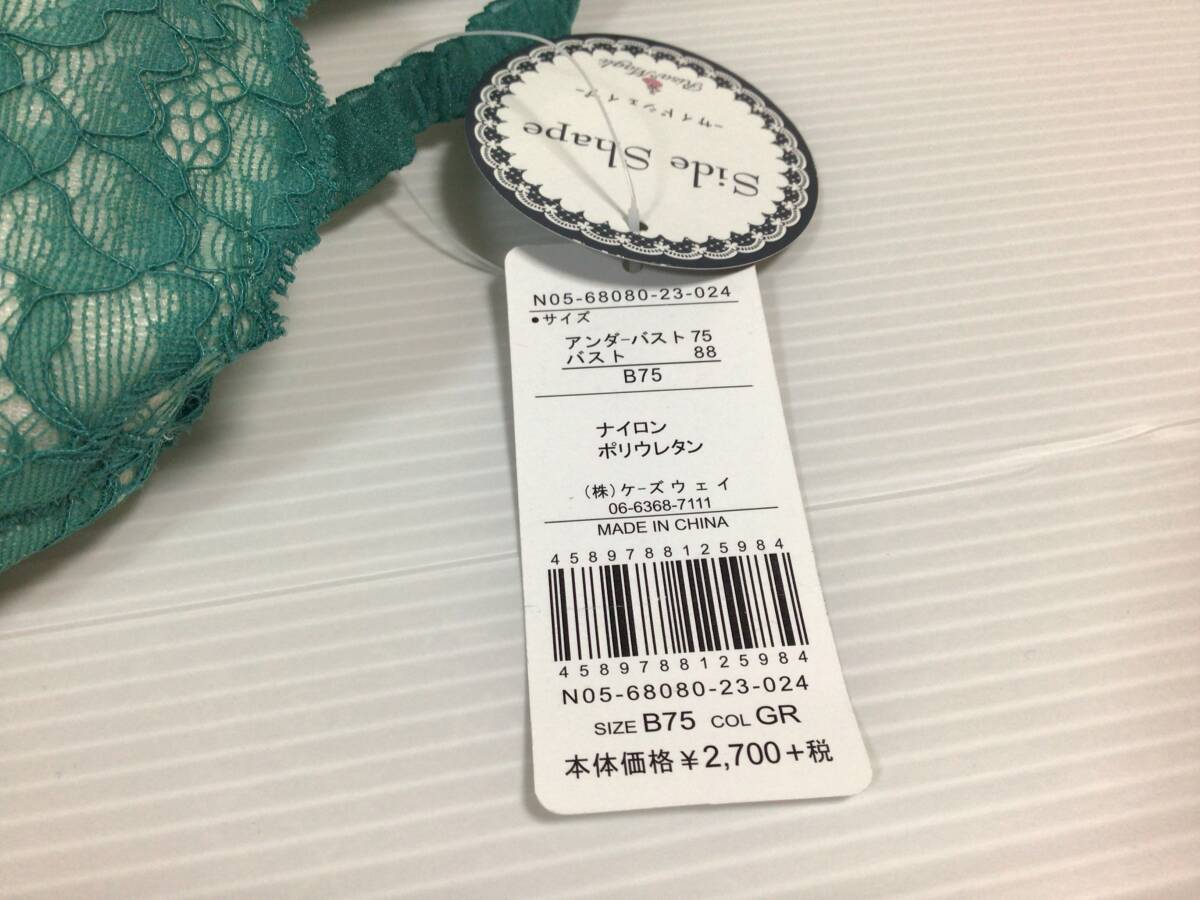 Side Shape
-サイドシェイプ-
N05-68080-23-024
●サイズ
アンダーバスト 75
バスト 88
B75
ナイロン
ポリウレタン
(株)ケーズウェイ
06-6368-7111
MADE IN CHINA
4589788125984
4589788125984
N05-68080-23-024
SIZE B75 COL GR
本体価格¥2,700+税